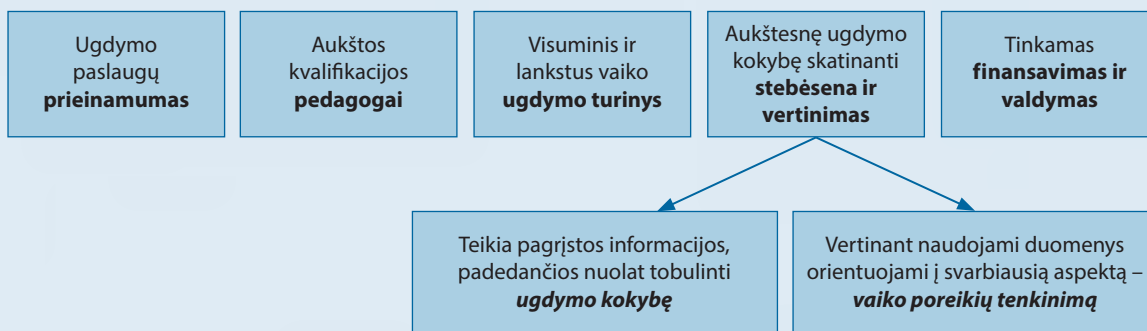 Ugdymo
paslaugų
prieinamumas
Aukštos
kvalifikacijos
pedagogai
Visuminis ir
lankstus vaiko
ugdymo turinys
Aukštesnę ugdymo
kokybę skatinanti
stebėsena ir
vertinimas
Tinkamas
finansavimas ir
valdymas
Teikia pagrįstos informacijos,
padedančios nuolat tobulinti
ugdymo kokybę
Vertinant naudojami duomenys
orientuojami į svarbiausią aspektą –
vaiko poreikių tenkinimą